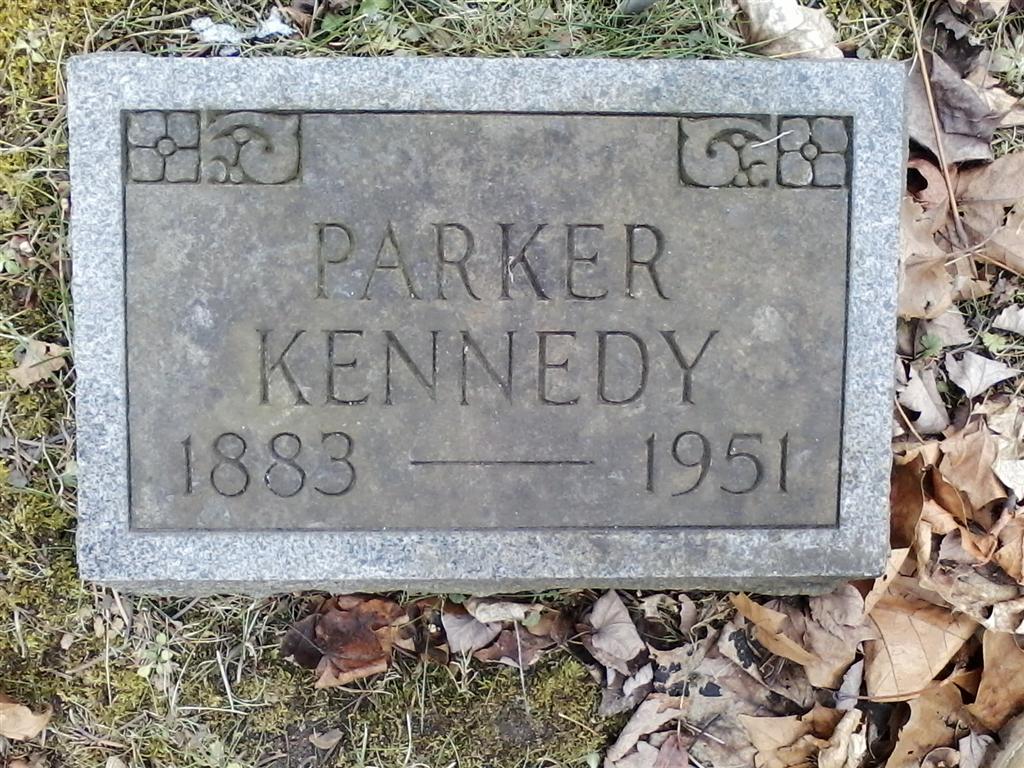 PARKER
KENNEDY
1883 — 1951